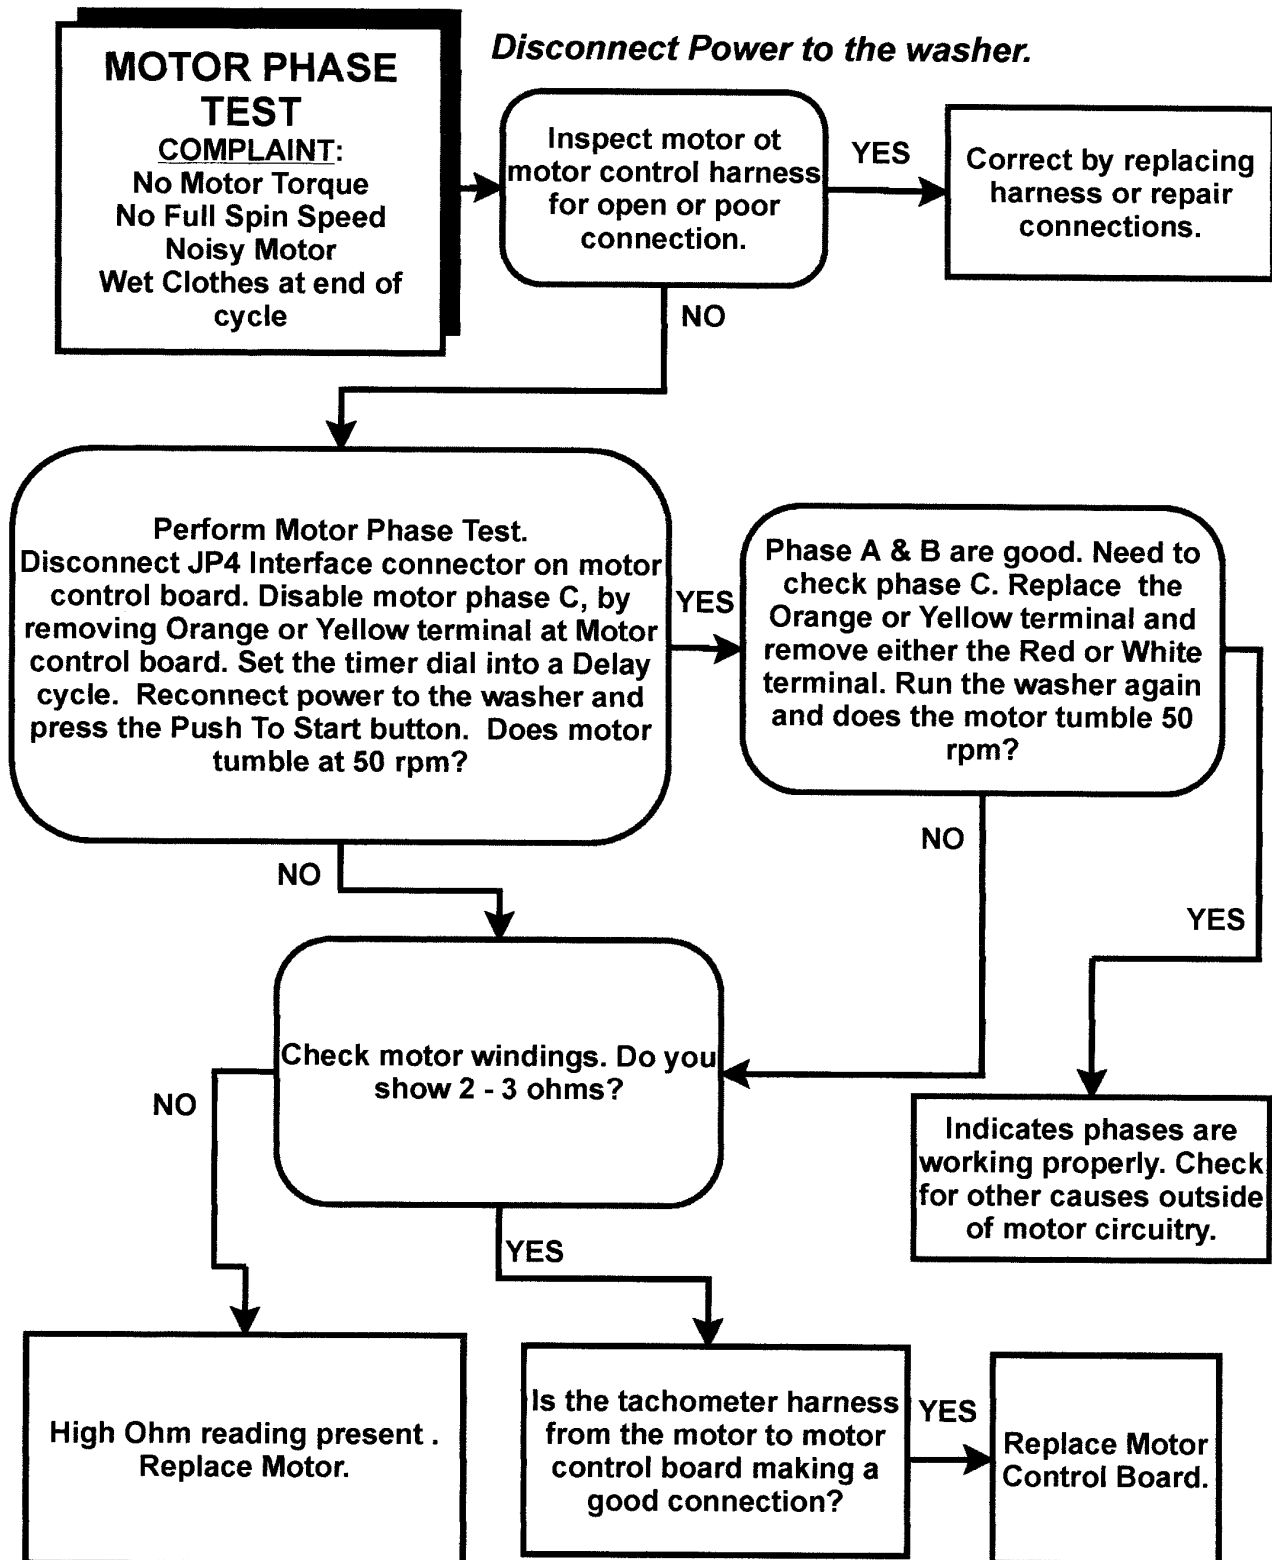 Disconnect Power to the washer.
MOTOR PHASE
TEST
COMPLAINT:
No Motor Torque
No Full Spin Speed
Noisy Motor
Wet Clothes at end of
cycle
Inspect motor ot
motor control harness
for open or poor
connection.
YES
Correct by replacing
harness or repair
connections.
NO
Perform Motor Phase Test.
Disconnect JP4 Interface connector on motor
control board. Disable motor phase C, by
removing Orange or Yellow terminal at Motor
control board. Set the timer dial into a Delay
cycle. Reconnect power to the washer and
press the Push To Start button. Does motor
tumble at 50 rpm?
YES
Phase A & B are good. Need to
check phase C. Replace the
Orange or Yellow terminal and
remove either the Red or White
terminal. Run the washer again
and does the motor tumble 50
rpm?
NO
NO
YES
Check motor windings. Do you
show 2 - 3 ohms?
NO
YES
Indicates phases are
working properly. Check
for other causes outside
of motor circuitry.
High Ohm reading present .
Replace Motor.
Is the tachometer harness
from the motor to motor
control board making a
good connection?
YES
Replace Motor
Control Board.